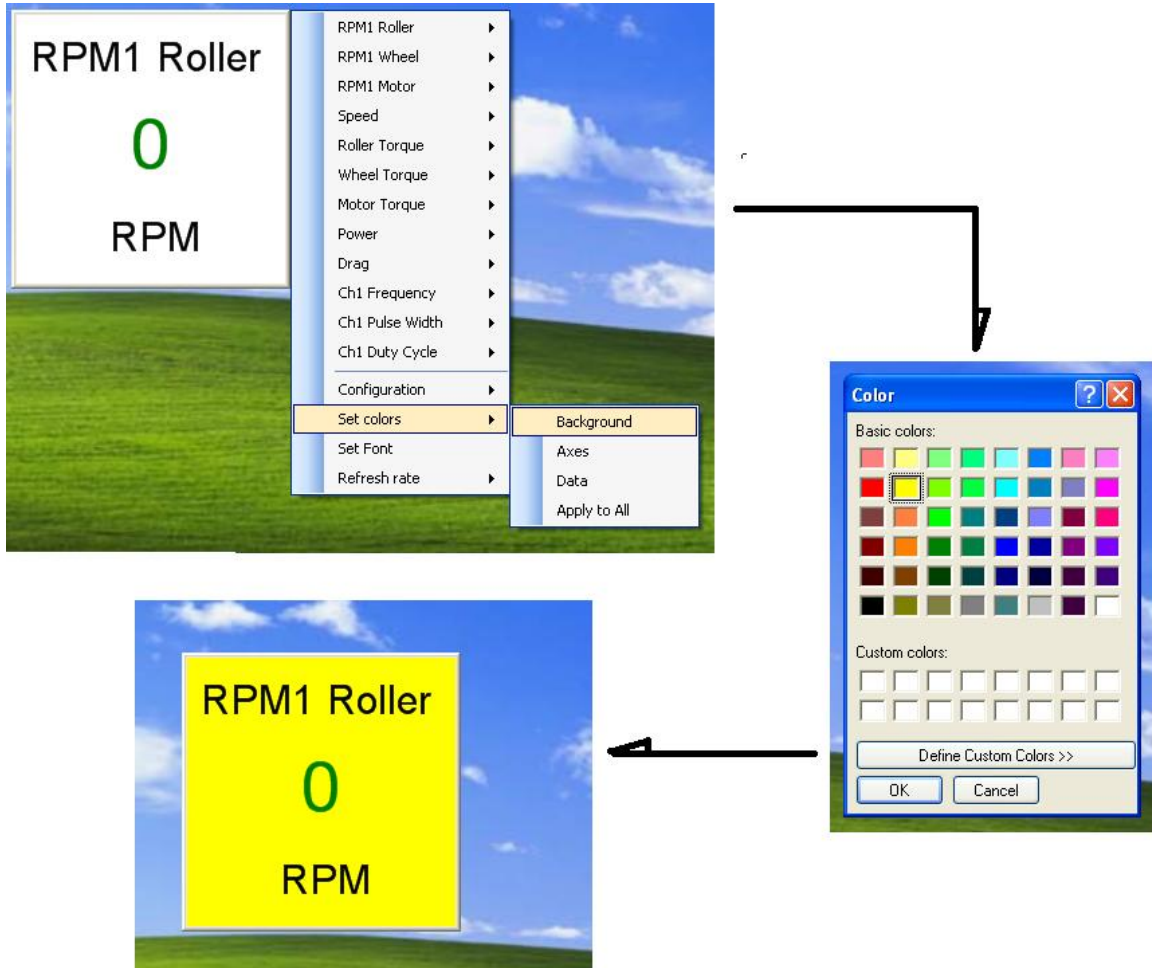 RPM1 Roller
0
RPM
RPM1 Roller
RPM1 Wheel
RPM1 Motor
Speed
Roller Torque
Wheel Torque
Motor Torque
Power
Drag
Ch1 Frequency
Ch1 Pulse Width
Ch1 Duty Cycle
Configuration
Set colors
Set Font
Refresh rate
Background
Axes
Data
Apply to All
Color
Basic colors:
Custom colors:
Define Custom Colors >>
OK Cancel
RPM1 Roller
0
RPM